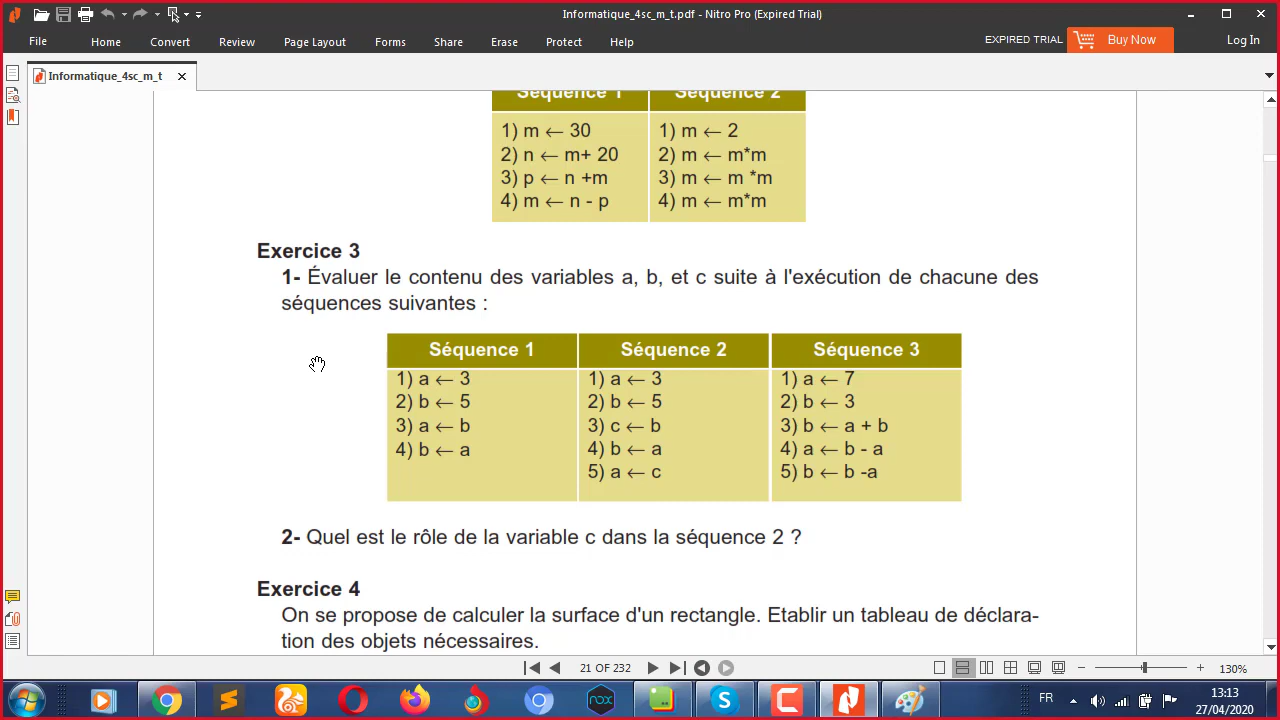 Informatique_4sc_m_t.pdf - Nitro Pro (Expired Trial)
File Home Convert Review Page Layout Forms Share Erase Protect Help EXPIRED TRIAL Buy Now Log In
Informatique_4sc_m_t
Séquence 1 Séquence 2
1) m ← 30 1) m ← 2
2) n ← m+ 20 2) m ← m*m
3) p ← n +m 3) m ← m *m
4) m ← n - p 4) m ← m*m
Exercice 3
1- Évaluer le contenu des variables a, b, et c suite à l'exécution de chacune des
séquences suivantes :
Séquence 1 Séquence 2 Séquence 3
1) a ← 3 1) a ← 3 1) a ← 7
2) b ← 5 2) b ← 5 2) b ← 3
3) a ← b 3) c ← b 3) b ← a + b
4) b ← a 4) b ← a 4) a ← b - a
5) a ← c 5) b ← b -a
2- Quel est le rôle de la variable c dans la séquence 2 ?
Exercice 4
On se propose de calculer la surface d'un rectangle. Etablir un tableau de déclara-
tion des objets nécessaires.
21 OF 232 130%
nox S FR 13:13
27/04/2020